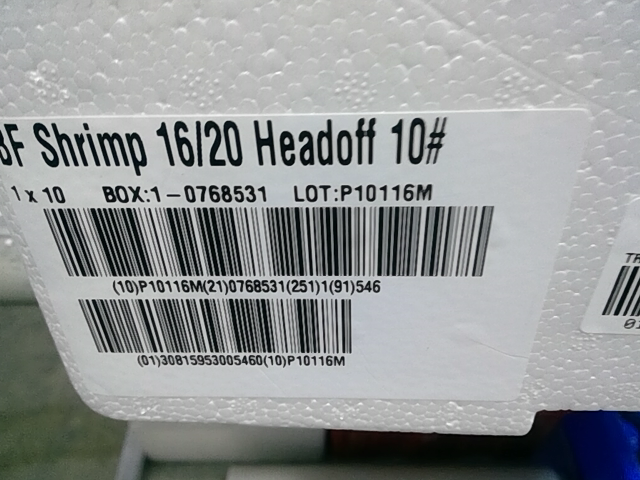 BF Shrimp 16/20 Headoff 10#
1 x 10 BOX:1-0768531 LOT:P10116M
(10)P10116M(21)0768531(251)1(91)546
(01)30815953005460(10)P10116M